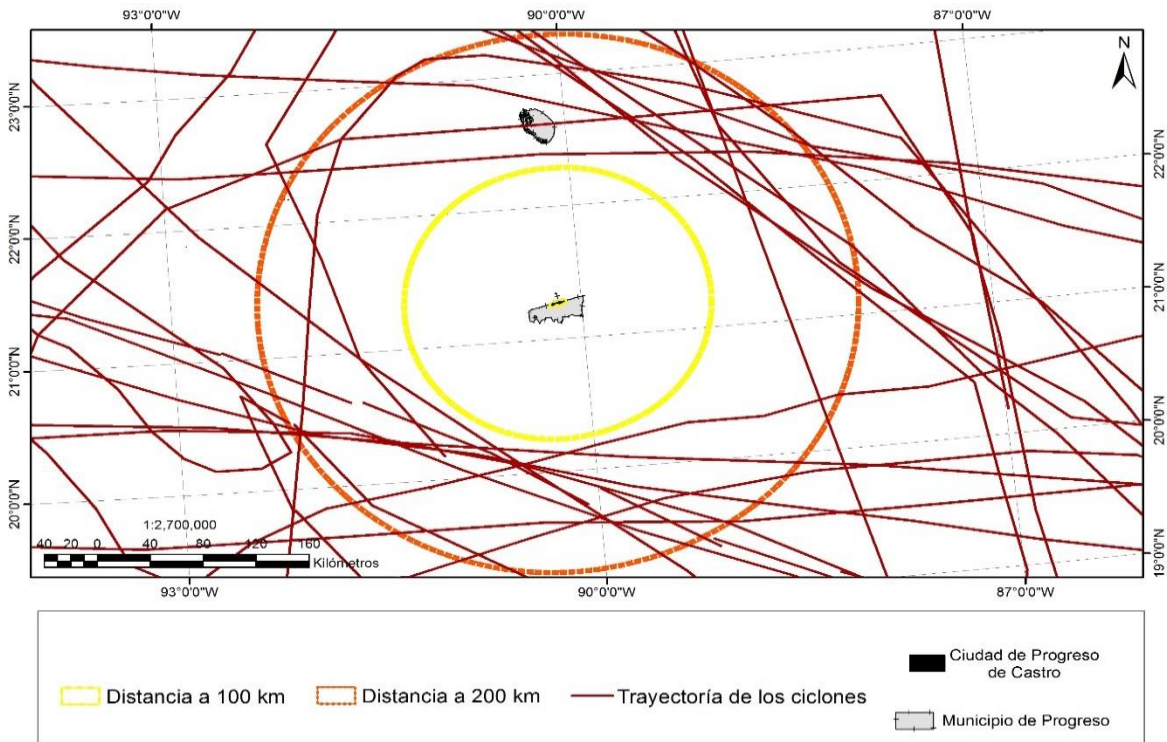 93°0'0"W 90°0'0"W 87°0'0"W
N
23°0'0"N
22°0'0"N
22°0'0"N
21°0'0"N
21°0'0"N
20°0'0"N
20°0'0"N
19°0'0"N
1:2,700,000
40 20 0 40 80 120 160
Kilómetros
93°0'0"W 90°0'0"W 87°0'0"W
Distancia a 100 km
Distancia a 200 km
Trayectoría de los ciclones
Ciudad de Progreso
de Castro
Municipio de Progreso